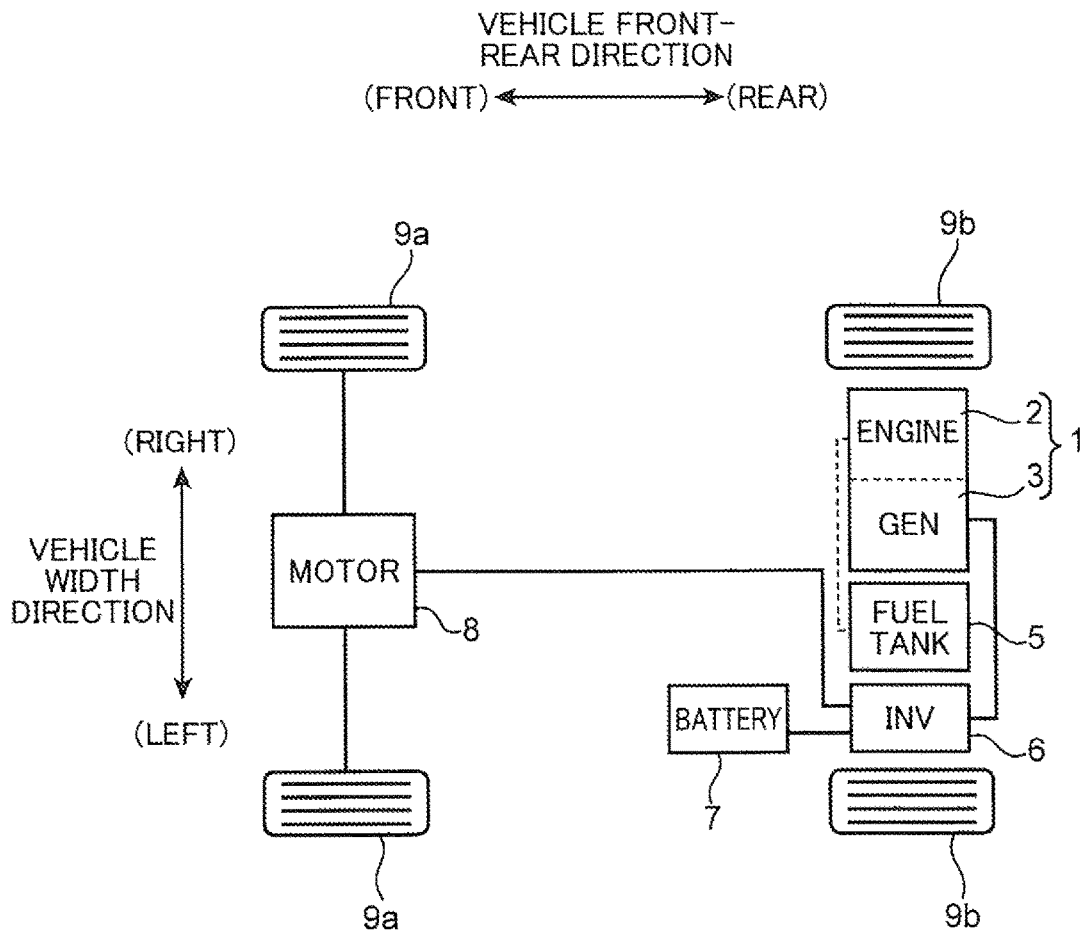 VEHICLE FRONT-
REAR DIRECTION
(FRONT)
(REAR)
9a
9b
(RIGHT)
VEHICLE
WIDTH
DIRECTION
(LEFT)
MOTOR
8
ENGINE
2
1
GEN
3
FUEL
TANK
5
BATTERY
7
INV
6
9a
9b